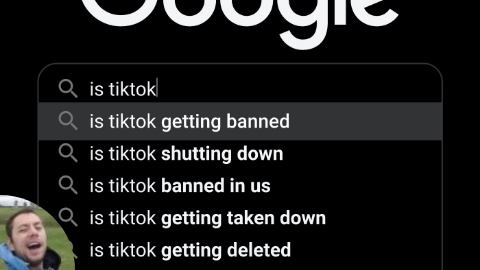 Google
is tiktok
is tiktok getting banned
is tiktok shutting down
is tiktok banned in us
is tiktok getting taken down
is tiktok getting deleted